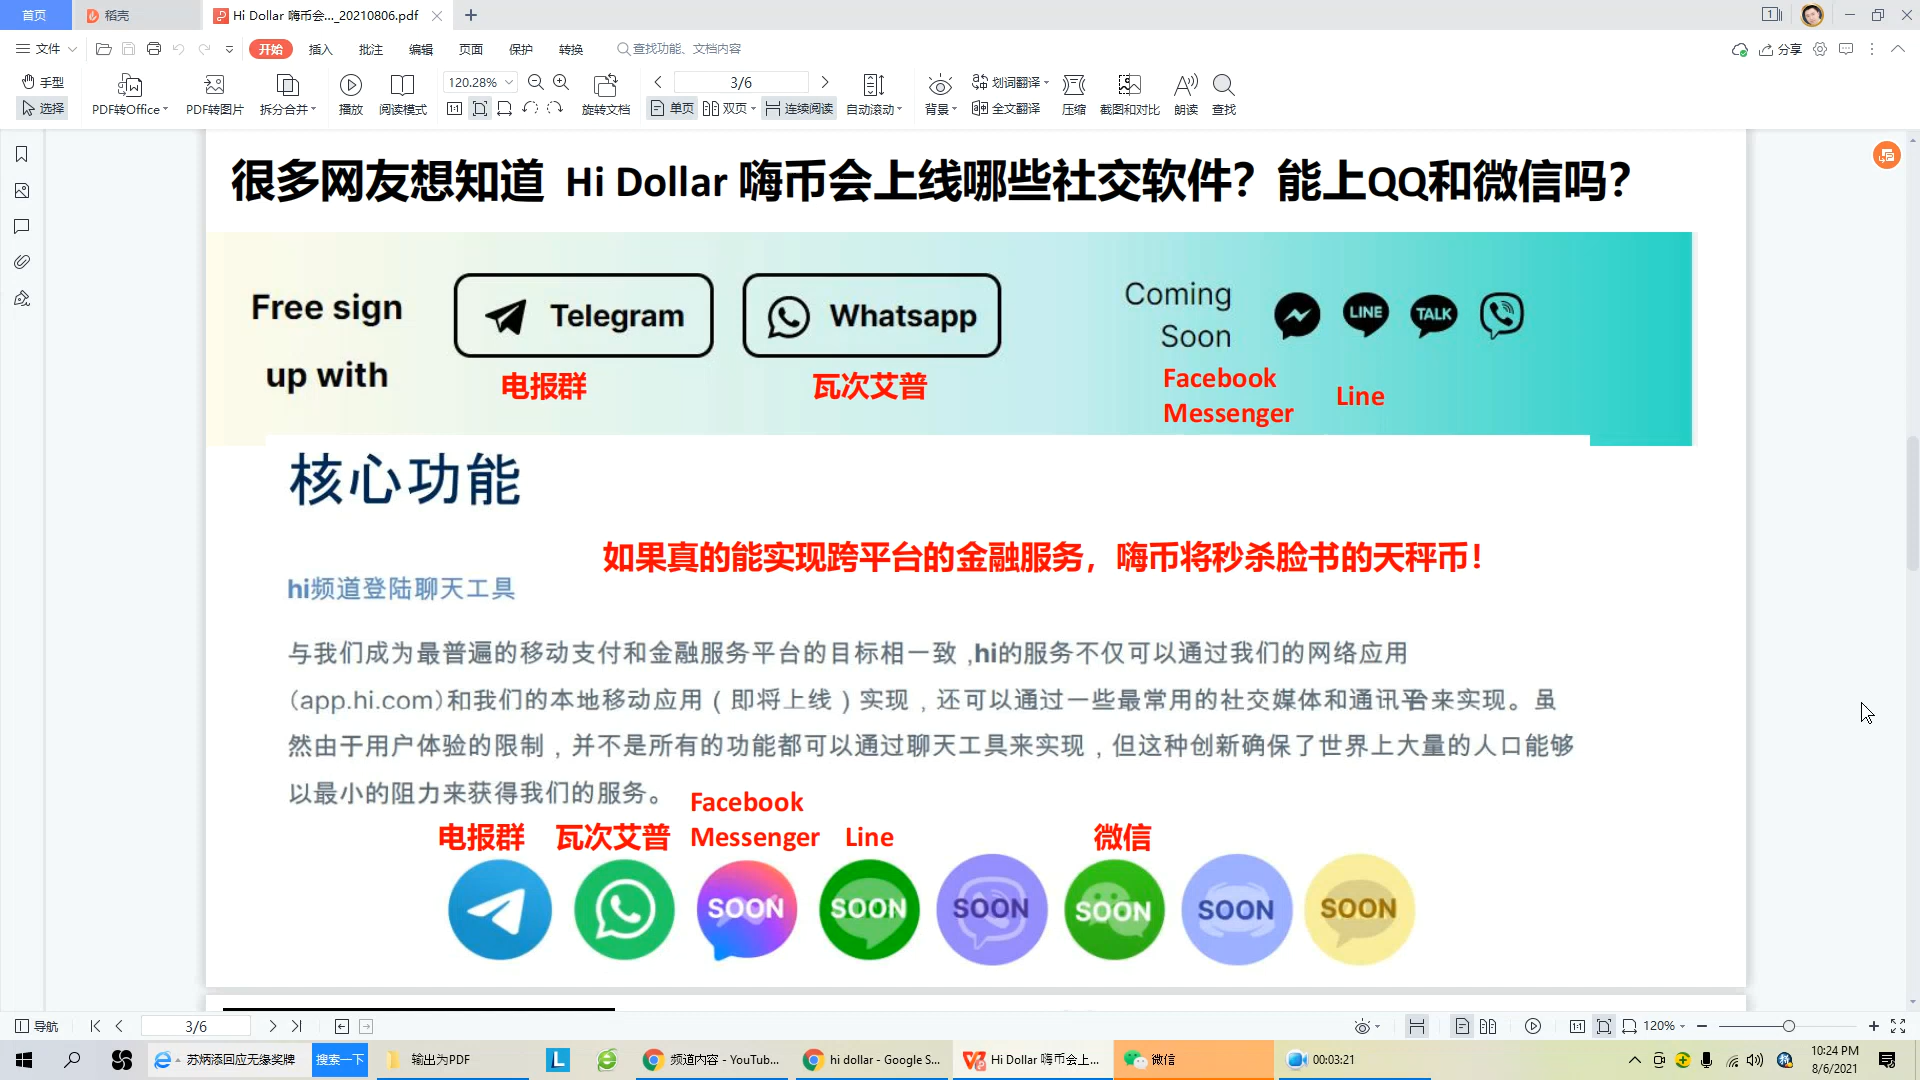 首页
稻壳
Hi Dollar 嗨币会..._20210806.pdf
文件
开始
插入
批注
编辑
页面
保护
转换
查找功能、文档内容
分享
手型
选择
PDF转Office
PDF转图片
拆分合并
播放
阅读模式
120.28%
旋转文档
3/6
单页
双页
连续阅读
自动滚动
背景
划词翻译
全文翻译
压缩
截图和对比
朗读
查找
很多网友想知道 Hi Dollar 嗨币会上线哪些社交软件？能上QQ和微信吗？
Free sign
up with
Telegram
Whatsapp
Coming
Soon
LINE
TALK
电报群
瓦次艾普
Facebook
Messenger
Line
核心功能
如果真的能实现跨平台的金融服务，嗨币将秒杀脸书的天秤币！
hi频道登陆聊天工具
与我们成为最普遍的移动支付和金融服务平台的目标相一致 ,hi的服务不仅可以通过我们的网络应用
（app.hi.com）和我们的本地移动应用（即将上线）实现，还可以通过一些最常用的社交媒体和通讯平台来实现。虽
然由于用户体验的限制，并不是所有的功能都可以通过聊天工具来实现，但这种创新确保了世界上大量的人口能够
以最小的阻力来获得我们的服务。
电报群
瓦次艾普
Facebook
Messenger
Line
微信
SOON
SOON
SOON
SOON
SOON
SOON
导航
3/6
120%
苏炳添回应无缘奖牌
搜索一下
输出为PDF
频道内容 - YouTub...
hi dollar - Google S...
Hi Dollar 嗨币会上...
微信
00:03:21
10:24 PM
8/6/2021